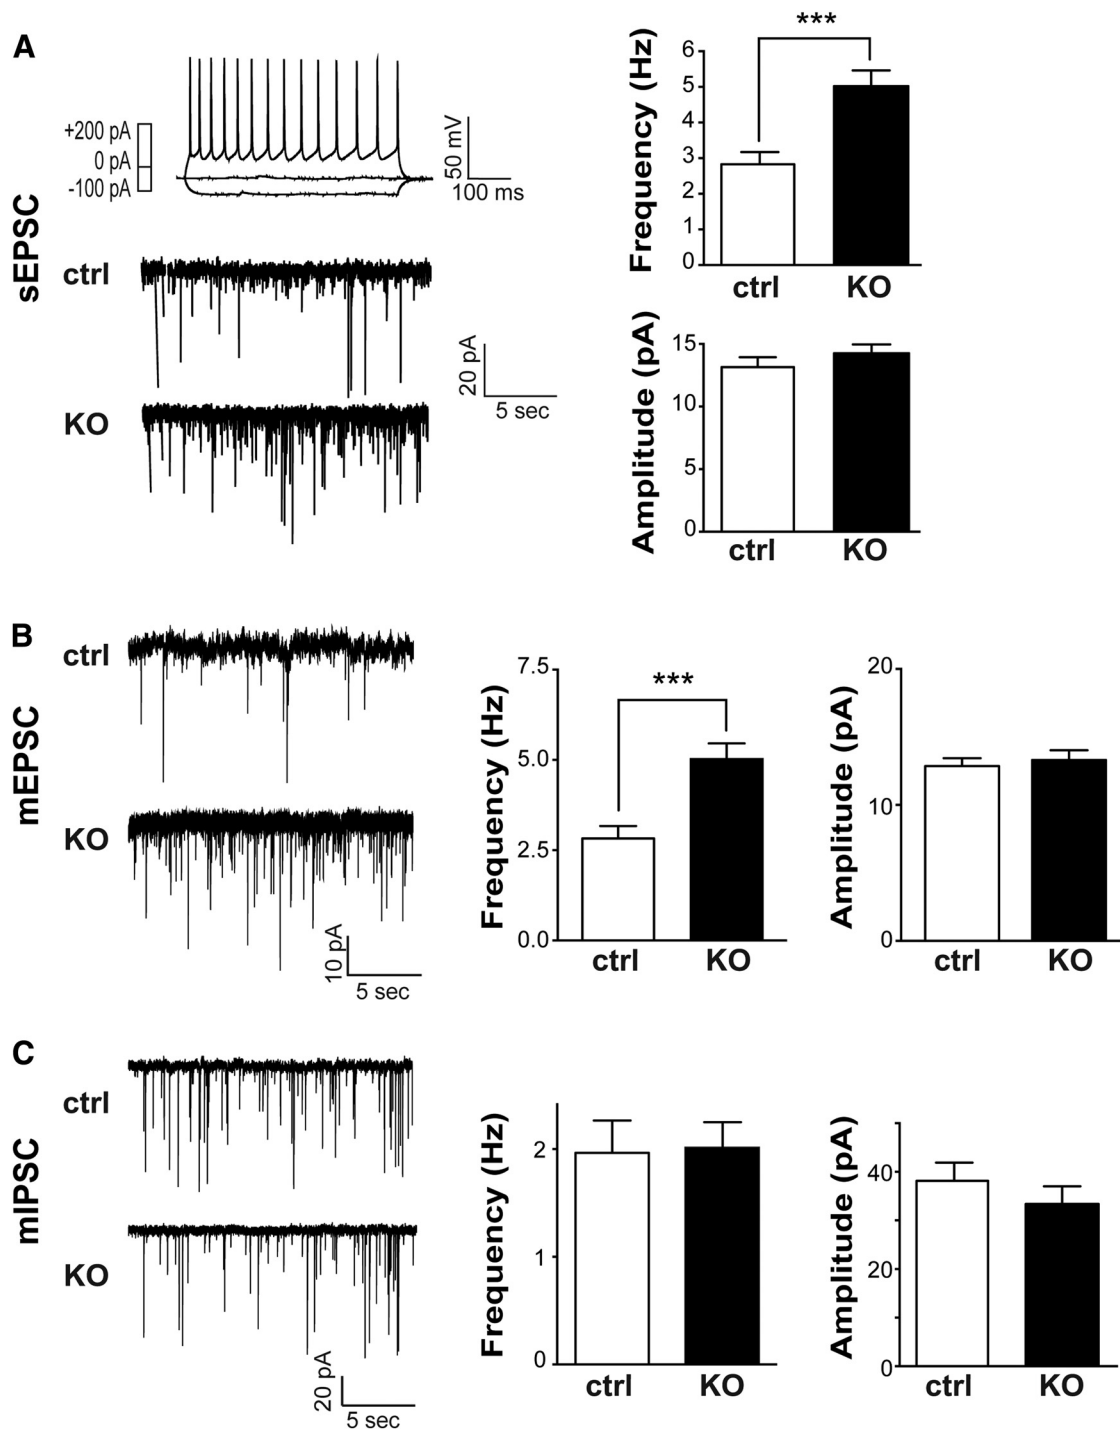 A
sEPSC
+200 pA
0 pA
-100 pA
50 mV
100 ms
ctrl
KO
20 pA
5 sec
***
Frequency (Hz)
6
5
4
3
2
1
0
ctrl
KO
Amplitude (pA)
15
10
5
0
ctrl
KO
B
mEPSC
ctrl
KO
10 pA
5 sec
***
Frequency (Hz)
7.5
5.0
2.5
0.0
ctrl
KO
Amplitude (pA)
20
10
0
ctrl
KO
C
mIPSC
ctrl
KO
20 pA
5 sec
Frequency (Hz)
2
1
0
ctrl
KO
Amplitude (pA)
40
20
0
ctrl
KO